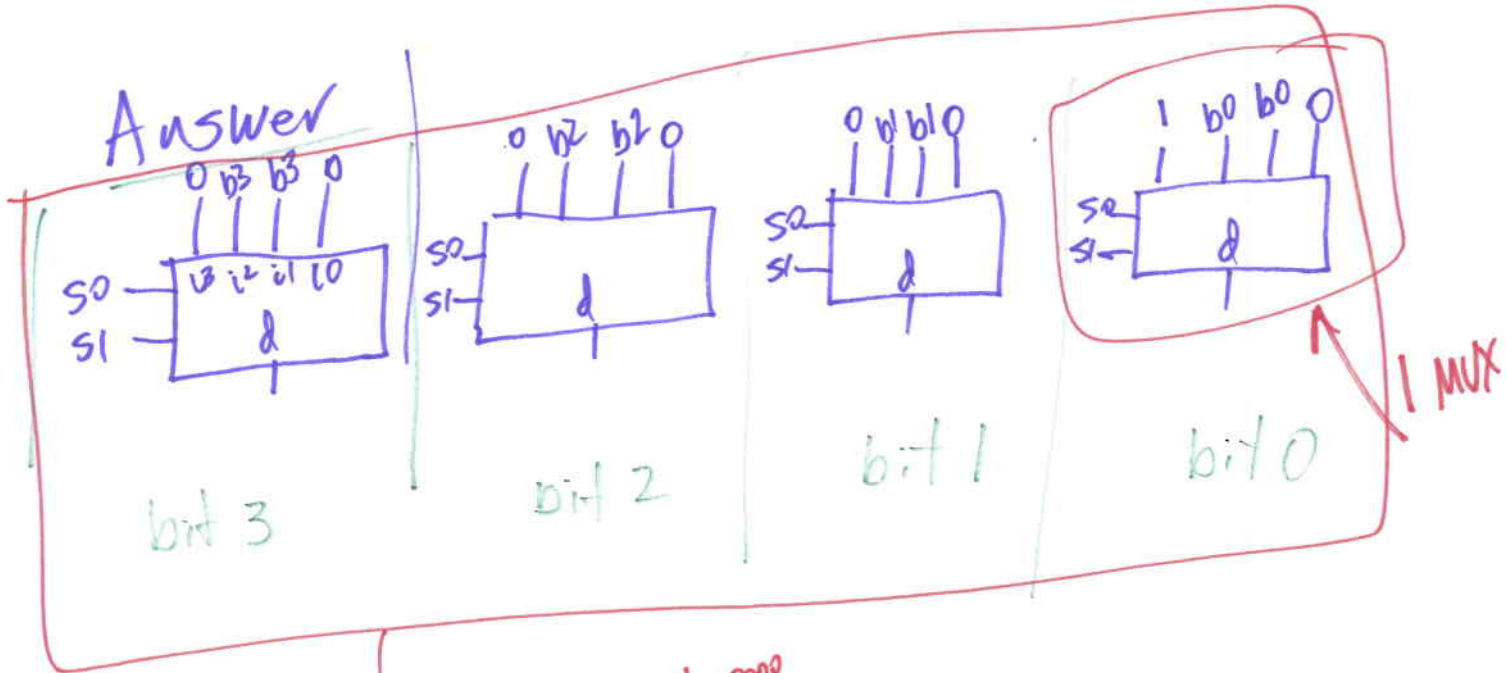 Answer
0 b3 b3 0
i3 i2 i1 i0
S0
S1
d
0 b2 b2 0
S0
S1
d
0 b1 b1 0
S0
S1
d
1 b0 b0 0
S0
S1
d
1 MUX
bit 3
bit 2
bit 1
bit 0